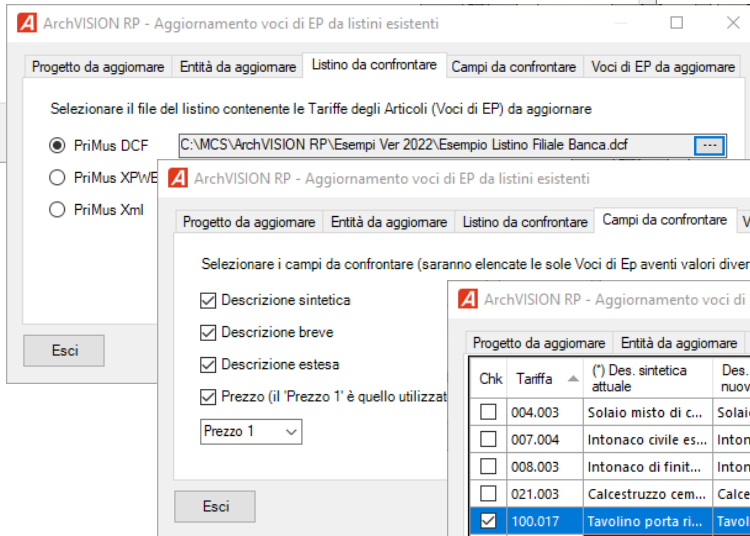 ArchVISION RP - Aggiornamento voci di EP da listini esistenti
Progetto da aggiornare Entità da aggiornare Listino da confrontare Campi da confrontare Voci di EP da aggiornare
Selezionare il file del listino contenente le Tariffe degli Articoli (Voci di EP) da aggiornare
PriMus DCF C:\MCS\ArchVISION RP\Esempi Ver 2022\Esempio Listino Filiale Banca.dcf ...
PriMus XPWE
PriMus Xml
Esci
ArchVISION RP - Aggiornamento voci di EP da listini esistenti
Progetto da aggiornare Entità da aggiornare Listino da confrontare Campi da confrontare V
Selezionare i campi da confrontare (saranno elencate le sole Voci di Ep aventi valori diver
Descrizione sintetica
Descrizione breve
Descrizione estesa
Prezzo (il 'Prezzo 1' è quello utilizzat
Prezzo 1
Esci
ArchVISION RP - Aggiornamento voci di
Progetto da aggiornare Entità da aggiornare
Chk Tariffa (*) Des. sintetica attuale Des. nuov
004.003 Solaio misto di c... Solai
007.004 Intonaco civile es... Inton
008.003 Intonaco di finit... Inton
021.003 Calcestruzzo cem... Calce
100.017 Tavolino porta ri... Tavol